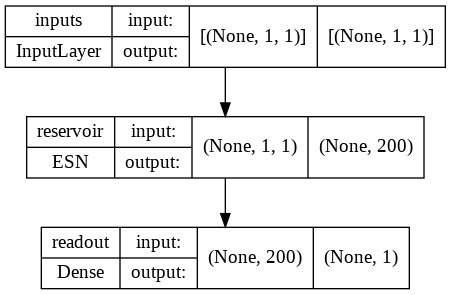 inputs input: [(None, 1, 1)] [(None, 1, 1)]
InputLayer output:
reservoir input: (None, 1, 1) (None, 200)
ESN output:
readout input: (None, 200) (None, 1)
Dense output: